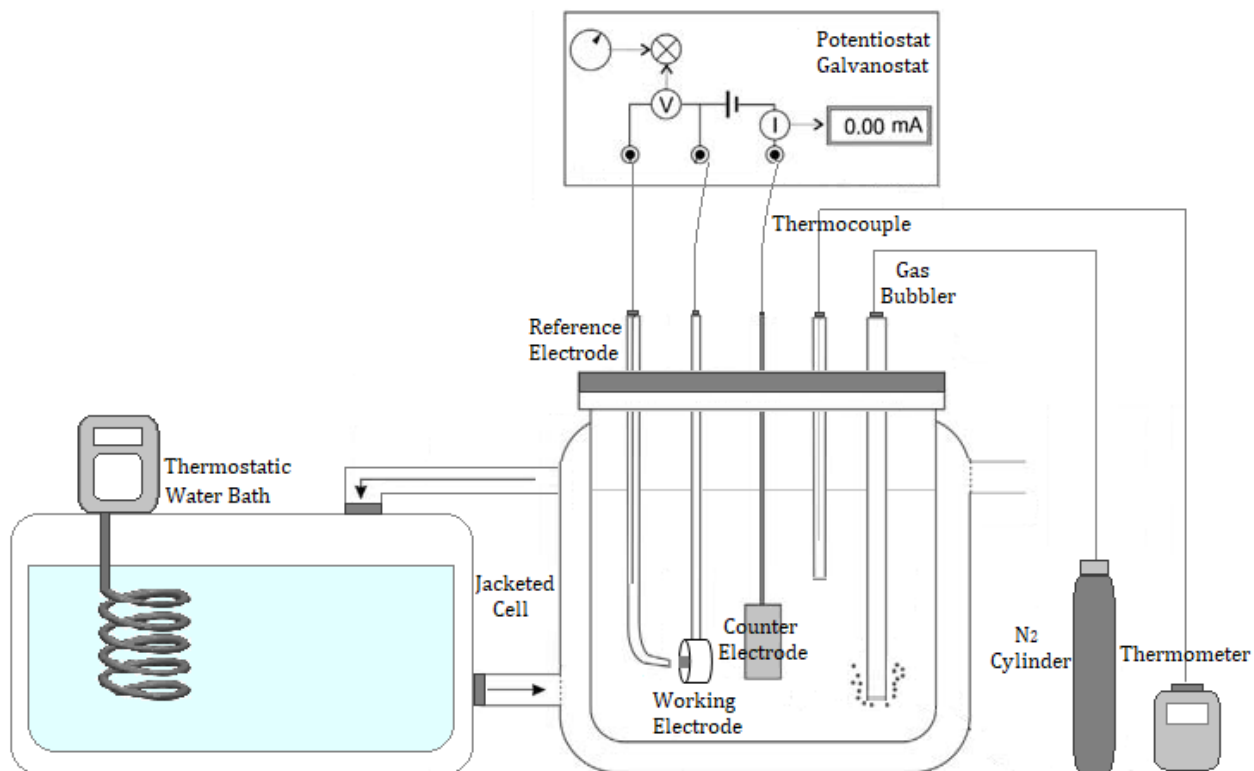 Potentiostat
Galvanostat
V
I
0.00 mA
Thermocouple
Gas
Bubbler
Reference
Electrode
Thermostatic
Water Bath
Jacketed
Cell
Counter
Electrode
Working
Electrode
N2
Cylinder
Thermometer